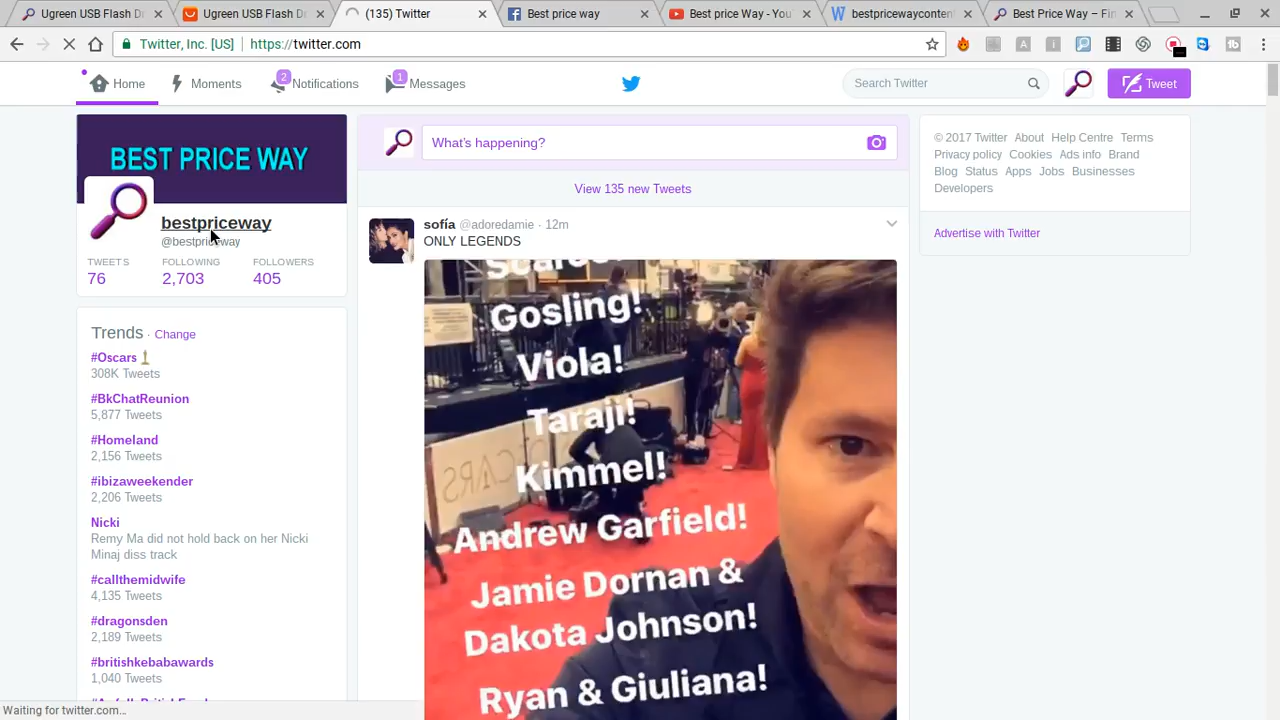 Ugreen USB Flash D
Ugreen USB Flash D
(135) Twitter
Best price way
Best price Way - You
bestpricewayconten
Best Price Way – Fin
Twitter, Inc. [US]
https://twitter.com
Home
Moments
2
Notifications
1
Messages
Search Twitter
Tweet
BEST PRICE WAY
bestpriceway
@bestpriceway
TWEETS
FOLLOWING
FOLLOWERS
76
2,703
405
Trends · Change
#Oscars
308K Tweets
#BkChatReunion
5,877 Tweets
#Homeland
2,156 Tweets
#ibizaweekender
2,206 Tweets
Nicki
Remy Ma did not hold back on her Nicki
Minaj diss track
#callthemidwife
4,135 Tweets
#dragonsden
2,189 Tweets
#britishkebabawards
1,040 Tweets
What's happening?
View 135 new Tweets
sofía @adoredamie · 12m
ONLY LEGENDS
Gosling!
Viola!
Taraji!
Kimmel!
Andrew Garfield!
Jamie Dornan &
Dakota Johnson!
Ryan & Giuliana!
OSCARS
© 2017 Twitter About Help Centre Terms
Privacy policy Cookies Ads info Brand
Blog Status Apps Jobs Businesses
Developers
Advertise with Twitter
Waiting for twitter.com...